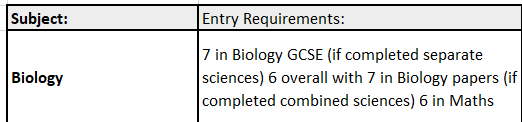 Subject: Entry Requirements:
7 in Biology GCSE (if completed separate
Biology sciences) 6 overall with 7 in Biology papers (if
completed combined sciences) 6 in Maths